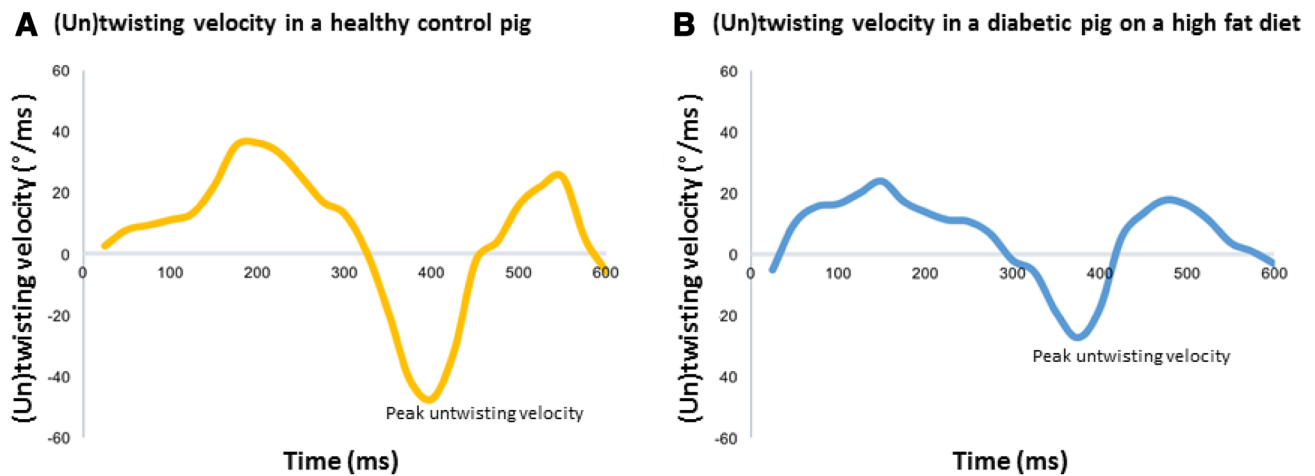 A (Un)twisting velocity in a healthy control pig
(Un)twisting velocity (°/ms)
60
40
20
0
-20
-40
-60
0 100 200 300 400 500 600
Peak untwisting velocity
Time (ms)
B (Un)twisting velocity in a diabetic pig on a high fat diet
(Un)twisting velocity (°/ms)
60
40
20
0
20
-40
-60
0 100 200 300 400 500 600
Peak untwisting velocity
Time (ms)